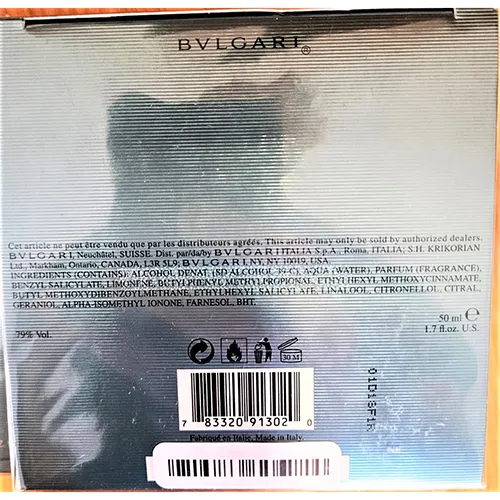 BVLGARI®
Cet article ne peut être vendu que par les distributeurs agréés. This article may only be sold by authorized dealers.
BVLGARI, Neuchâtel, SUISSE. Dist. par/da/by BVLGARI ITALIA S.p.A., Roma, ITALIA; S.H. KRIKORIAN
Ltd., Markham, Ontario, CANADA, L3R 5L9; BVLGARI, NY, NY 10019, USA
INGREDIENTS (CONTAINS): ALCOHOL DENAT. (SD ALCOHOL 39-C), AQUA (WATER), PARFUM (FRAGRANCE),
BENZYL SALICYLATE, LIMONENE, BUTYLPHENYL METHYLPROPIONAL, ETHYLHEXYL METHOXYCINNAMATE,
BUTYL METHOXYDIBENZOYLMETHANE, ETHYLHEXYL SALICYLATE, LINALOOL, CITRONELLOL, CITRAL,
GERANIOL, ALPHA-ISOMETHYL IONONE, FARNESOL, BHT.
50 ml ℮
79% Vol.
1.7 fl.oz. U.S.
30 M
01D18F1R
7 83320 91302 0
Fabriqué en Italie, Made in Italy.